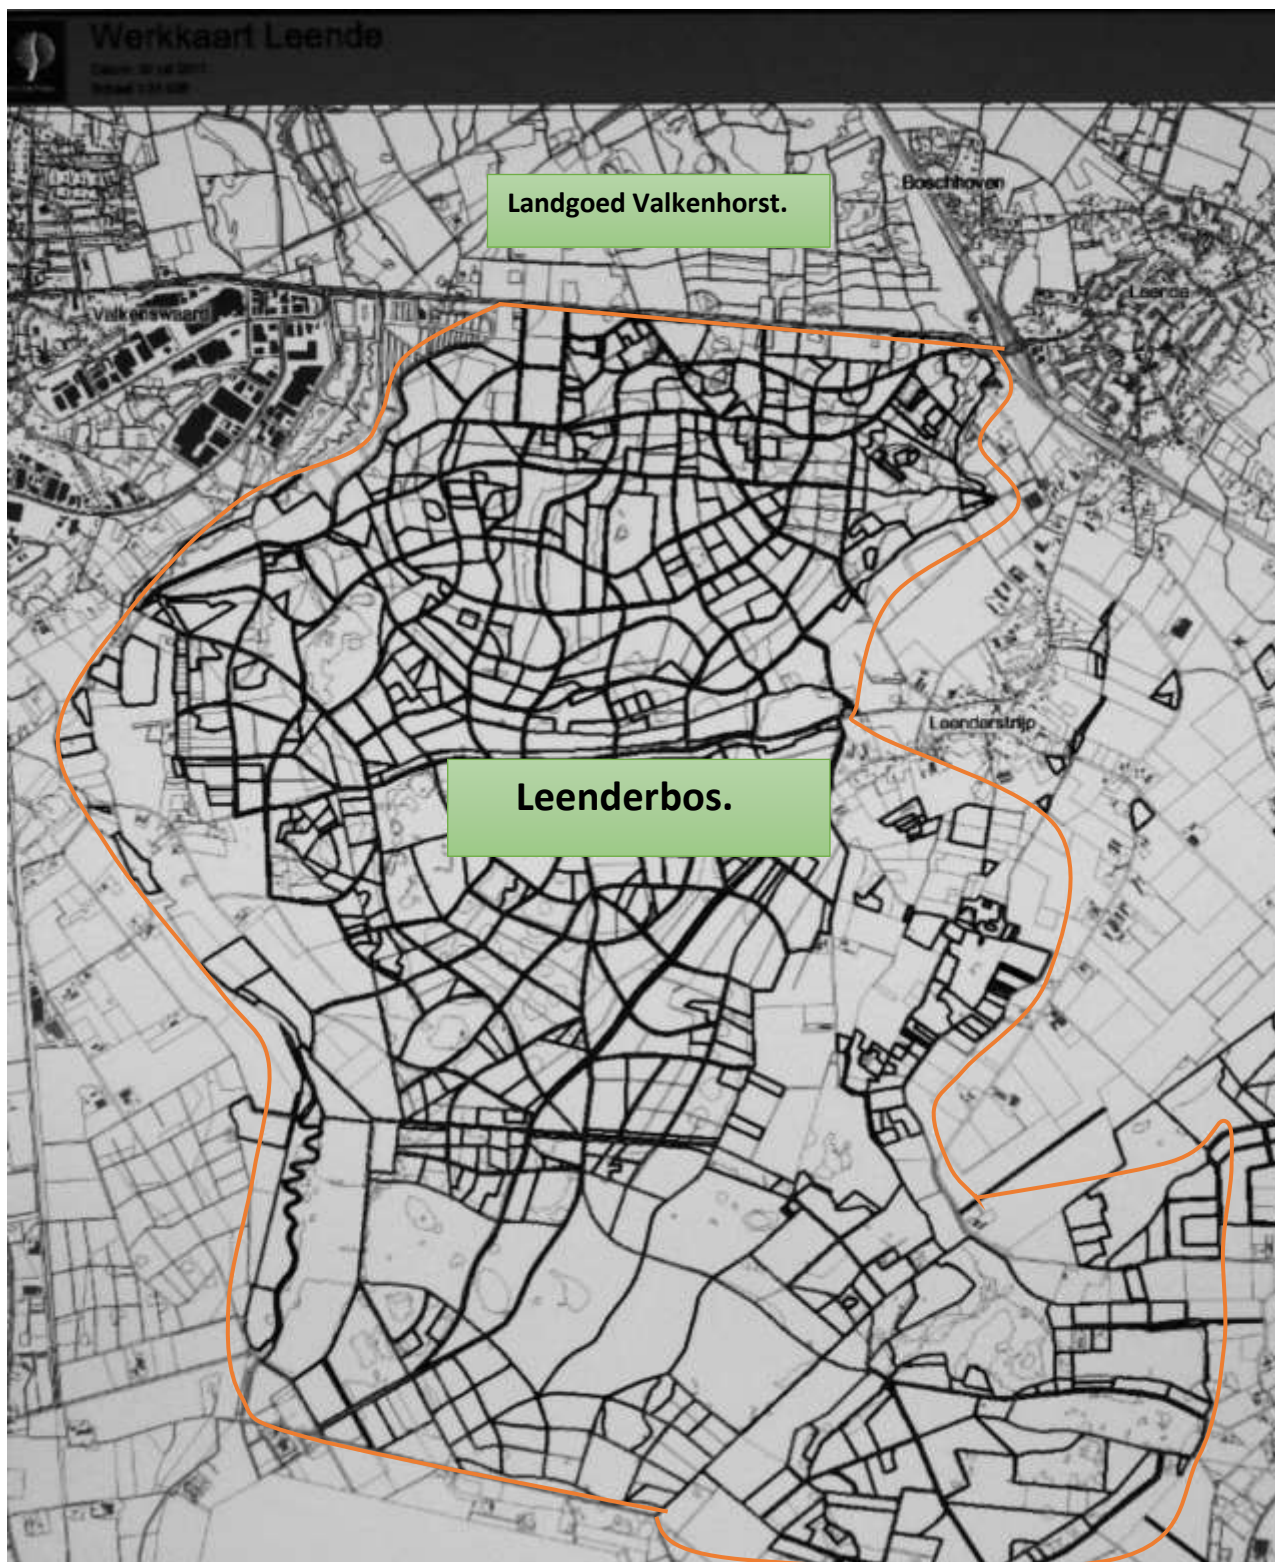 Werkkaart Leende
Landgoed Valkenhorst.
Boschhoven
Leende
Valkenswaard
Leenderstrijp
Leenderbos.